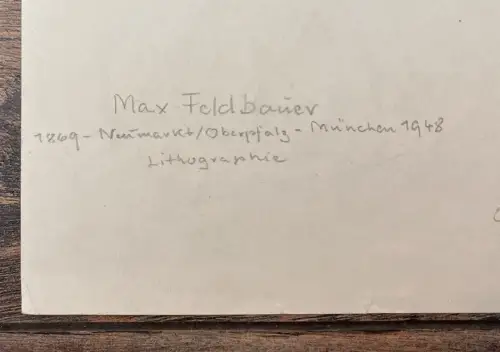 Max Feldbauer
1869 - Neumarkt/Oberpfalz - München 1948
Lithographie